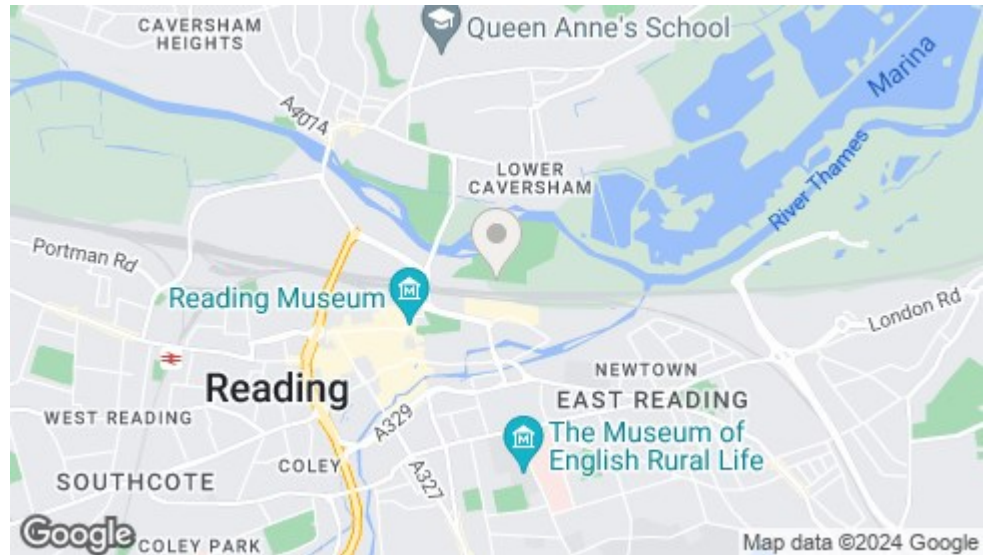 CAVERSHAM
HEIGHTS
Queen Anne's School
Marina
A4074
LOWER
CAVERSHAM
River Thames
Portman Rd
Reading Museum
London Rd
NEWTOWN
Reading
EAST READING
WEST READING
A329
The Museum of
English Rural Life
COLEY
A327
SOUTHCOTE
Google
COLEY PARK
Map data ©2024 Google